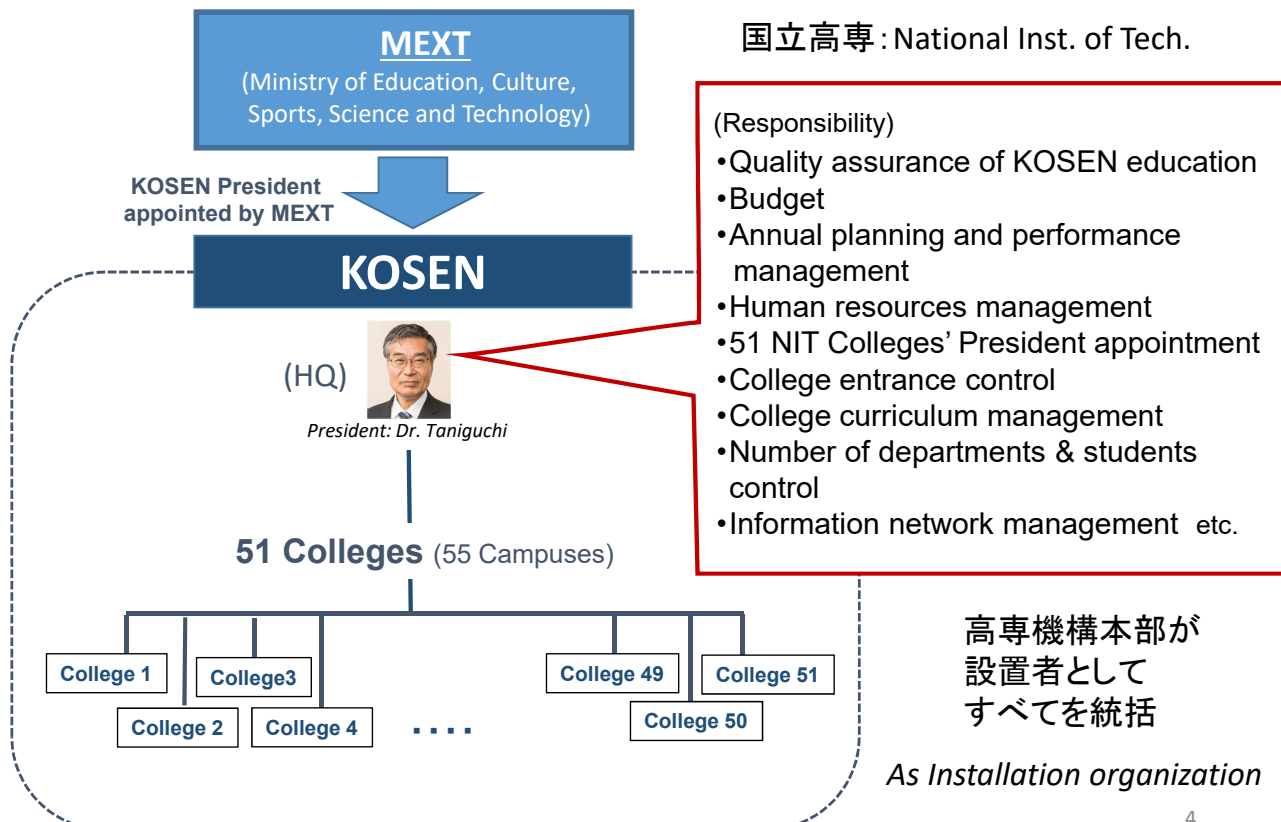 MEXT
(Ministry of Education, Culture,
Sports, Science and Technology)
国立高専：National Inst. of Tech.
KOSEN President
appointed by MEXT
KOSEN
(HQ)
President: Dr. Taniguchi
(Responsibility)
•Quality assurance of KOSEN education
•Budget
•Annual planning and performance
management
•Human resources management
•51 NIT Colleges’ President appointment
•College entrance control
•College curriculum management
•Number of departments & students
control
•Information network management etc.
51 Colleges (55 Campuses)
College 1
College 2
College3
College 4
....
College 49
College 50
College 51
高専機構本部が
設置者として
すべてを統括
As Installation organization
4